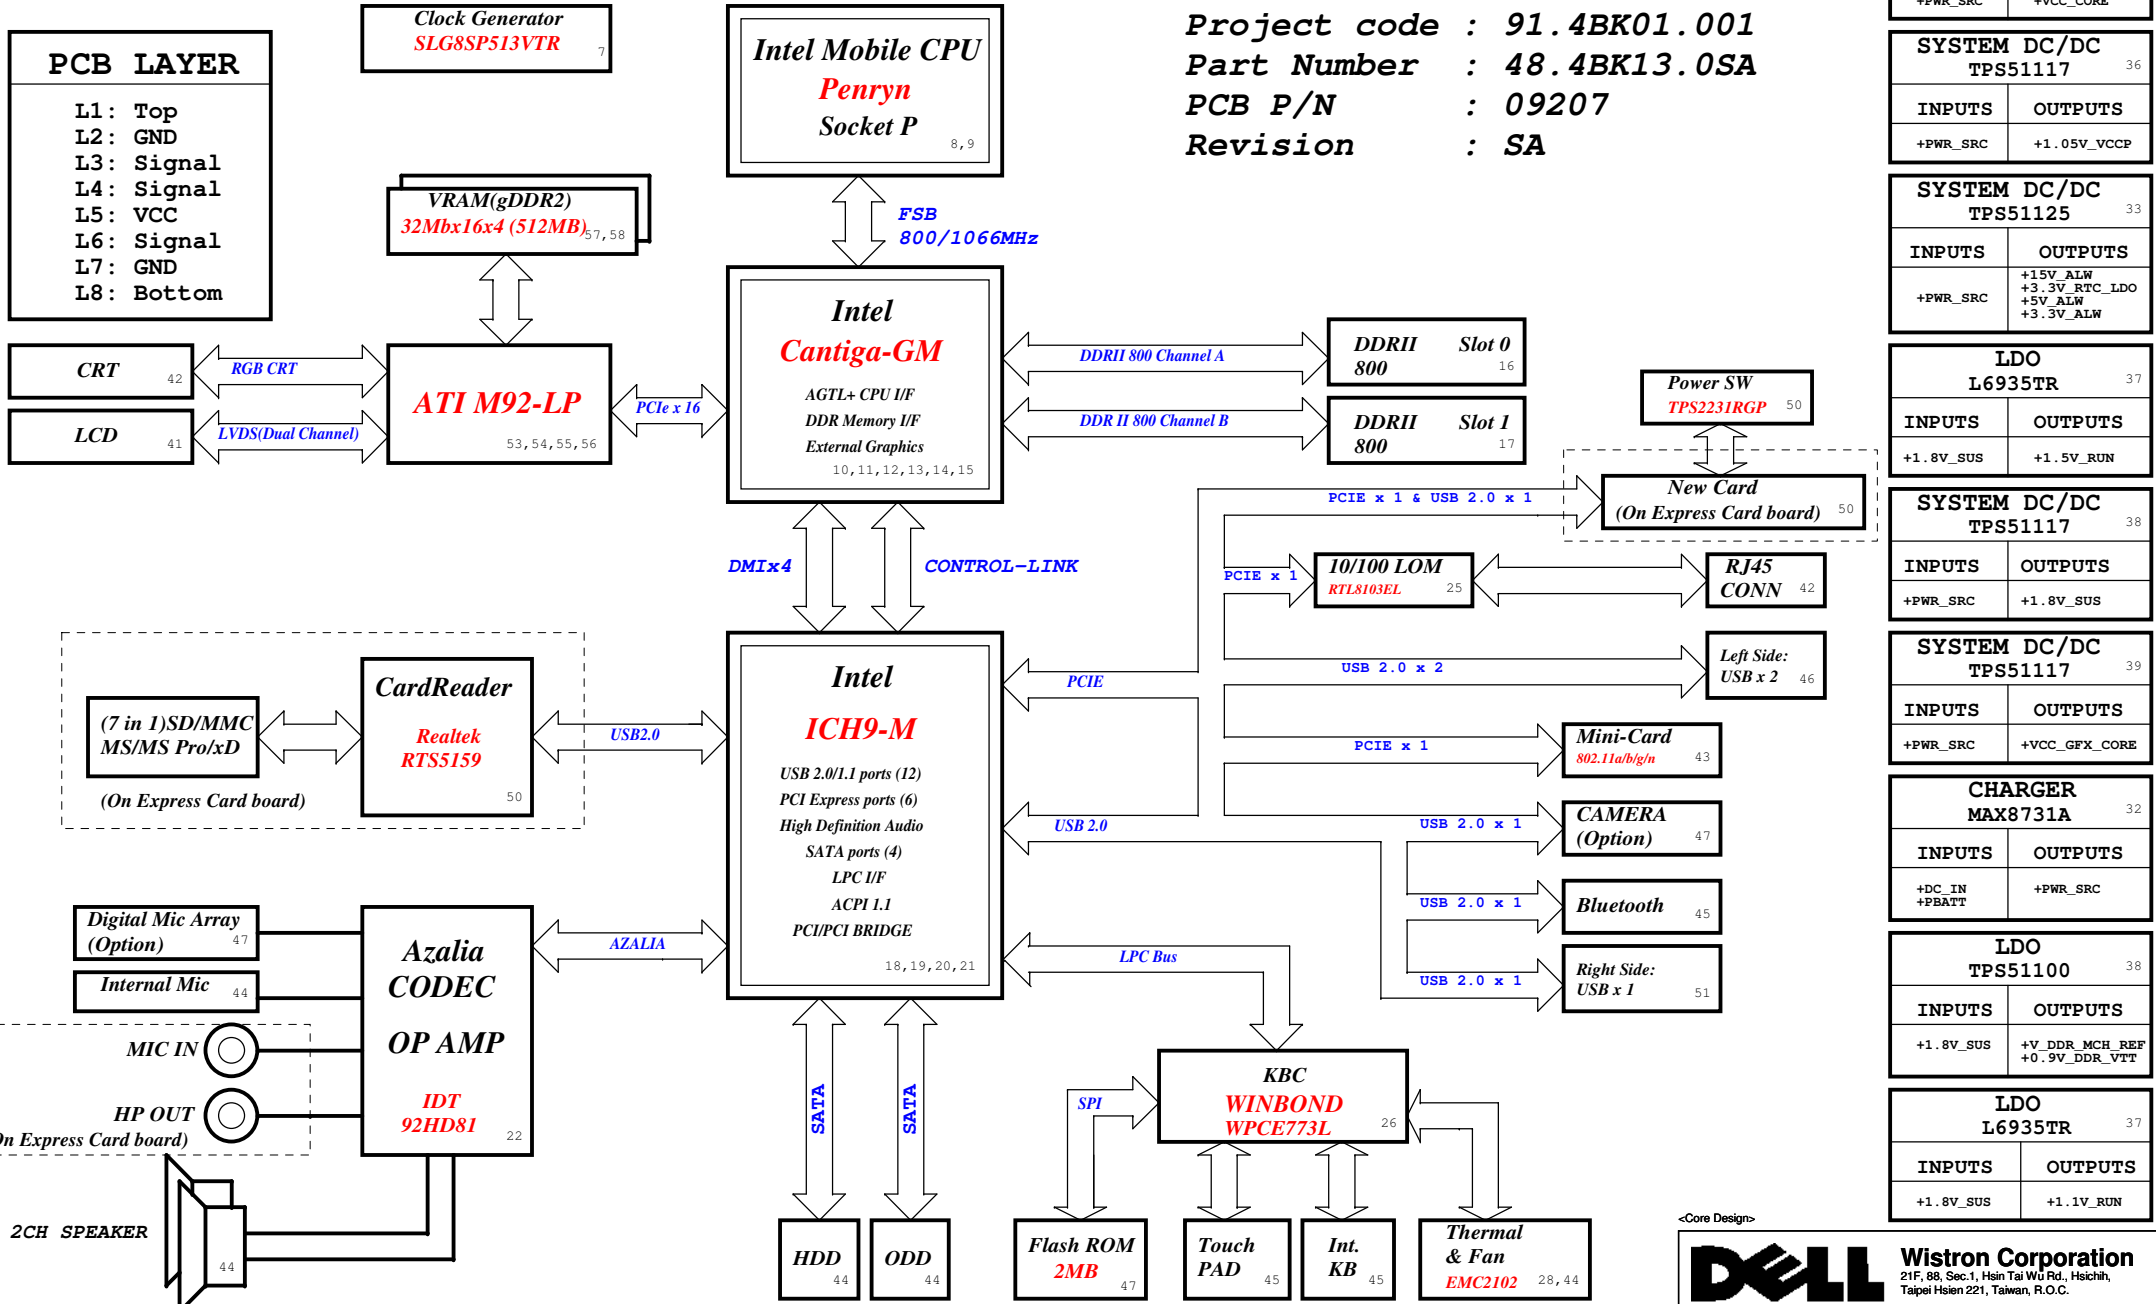 Clock Generator
SLG8SP513VTR
7
PCB LAYER
L1: Top
L2: GND
L3: Signal
L4: Signal
L5: VCC
L6: Signal
L7: GND
L8: Bottom
Intel Mobile CPU
Penryn
Socket P
8,9
Project code : 91.4BK01.001
Part Number : 48.4BK13.0SA
PCB P/N : 09207
Revision : SA
VRAM(gDDR2)
32Mbx16x4 (512MB)
57,58
FSB
800/1066MHz
CRT
42
RGB CRT
LCD
41
LVDS(Dual Channel)
ATI M92-LP
53,54,55,56
PCIe x 16
Intel
Cantiga-GM
AGTL+ CPU I/F
DDR Memory I/F
External Graphics
10,11,12,13,14,15
DDRII 800 Channel A
DDRII Slot 0
800
16
DDR II 800 Channel B
DDRII Slot 1
800
17
Power SW
TPS2231RGP
50
PCIE x 1 & USB 2.0 x 1
New Card
(On Express Card board)
50
DMIx4
CONTROL-LINK
PCIE x 1
10/100 LOM
RTL8103EL
25
RJ45
CONN
42
USB 2.0 x 2
Left Side:
USB x 2
46
CardReader
Realtek
RTS5159
50
(7 in 1)SD/MMC
MS/MS Pro/xD
(On Express Card board)
USB2.0
Intel
ICH9-M
USB 2.0/1.1 ports (12)
PCI Express ports (6)
High Definition Audio
SATA ports (4)
LPC I/F
ACPI 1.1
PCI/PCI BRIDGE
18,19,20,21
PCIE
USB 2.0
PCIE x 1
Mini-Card
802.11a/b/g/n
43
USB 2.0 x 1
CAMERA
(Option)
47
USB 2.0 x 1
Bluetooth
45
USB 2.0 x 1
Right Side:
USB x 1
51
Digital Mic Array
(Option)
47
Internal Mic
44
MIC IN
HP OUT
On Express Card board)
Azalia
CODEC
OP AMP
IDT
92HD81
22
AZALIA
2CH SPEAKER
44
LPC Bus
SATA
SATA
HDD
44
ODD
44
KBC
WINBOND
WPCE773L
26
SPI
Flash ROM
2MB
47
Touch
PAD
45
Int.
KB
45
Thermal
& Fan
EMC2102
28,44
+PWR_SRC +VCC_CORE
SYSTEM DC/DC
TPS51117
36
INPUTS OUTPUTS
+PWR_SRC +1.05V_VCCP
SYSTEM DC/DC
TPS51125
33
INPUTS OUTPUTS
+PWR_SRC
+15V_ALW
+3.3V_RTC_LDO
+5V_ALW
+3.3V_ALW
LDO
L6935TR
37
INPUTS OUTPUTS
+1.8V_SUS +1.5V_RUN
SYSTEM DC/DC
TPS51117
38
INPUTS OUTPUTS
+PWR_SRC +1.8V_SUS
SYSTEM DC/DC
TPS51117
39
INPUTS OUTPUTS
+PWR_SRC +VCC_GFX_CORE
CHARGER
MAX8731A
32
INPUTS OUTPUTS
+DC_IN +PWR_SRC
+PBATT
LDO
TPS51100
38
INPUTS OUTPUTS
+1.8V_SUS +V_DDR_MCH_REF
+0.9V_DDR_VTT
LDO
L6935TR
37
INPUTS OUTPUTS
+1.8V_SUS +1.1V_RUN
<Core Design>
DELL
Wistron Corporation
21F, 88, Sec.1, Hsin Tai Wu Rd., Hsichih,
Taipei Hsien 221, Taiwan, R.O.C.